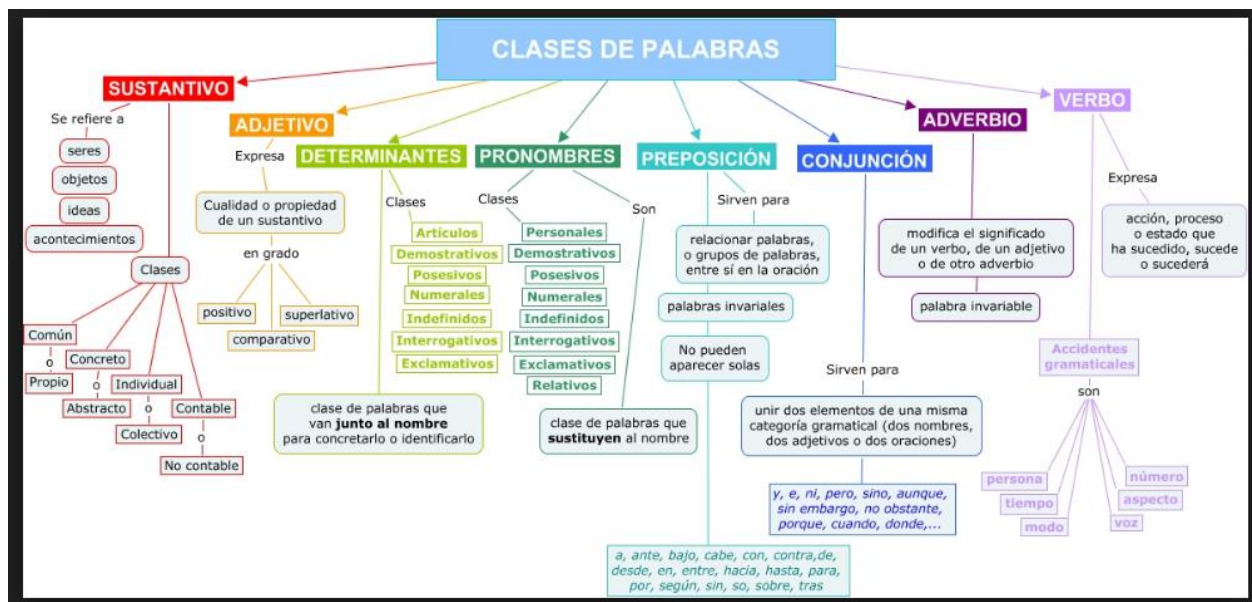 CLASES DE PALABRAS
SUSTANTIVO
Se refiere a
seres
objetos
ideas
acontecimientos
Clases
Común
o
Propio
Concreto
o
Abstracto
Individual
o
Colectivo
Contable
o
No contable
ADJETIVO
Expresa
Cualidad o propiedad
de un sustantivo
en grado
positivo
comparativo
superlativo
DETERMINANTES
Clases
Artículos
Demostrativos
Posesivos
Numerales
Indefinidos
Interrogativos
Exclamativos
clase de palabras que
van junto al nombre
para concretarlo o identificarlo
PRONOMBRES
Clases
Personales
Demostrativos
Posesivos
Numerales
Indefinidos
Interrogativos
Exclamativos
Relativos
Son
clase de palabras que
sustituyen al nombre
PREPOSICIÓN
Sirven para
relacionar palabras,
o grupos de palabras,
entre sí en la oración
palabras invariales
No pueden
aparecer solas
a, ante, bajo, cabe, con, contra,de,
desde, en, entre, hacia, hasta, para,
por, según, sin, so, sobre, tras
CONJUNCIÓN
Sirven para
unir dos elementos de una misma
categoría gramatical (dos nombres,
dos adjetivos o dos oraciones)
y, e, ni, pero, sino, aunque,
sin embargo, no obstante,
porque, cuando, donde,...
ADVERBIO
modifica el significado
de un verbo, de un adjetivo
o de otro adverbio
palabra invariable
VERBO
Expresa
acción, proceso
o estado que
ha sucedido, sucede
o sucederá
Accidentes
gramaticales
son
persona
tiempo
modo
número
aspecto
voz